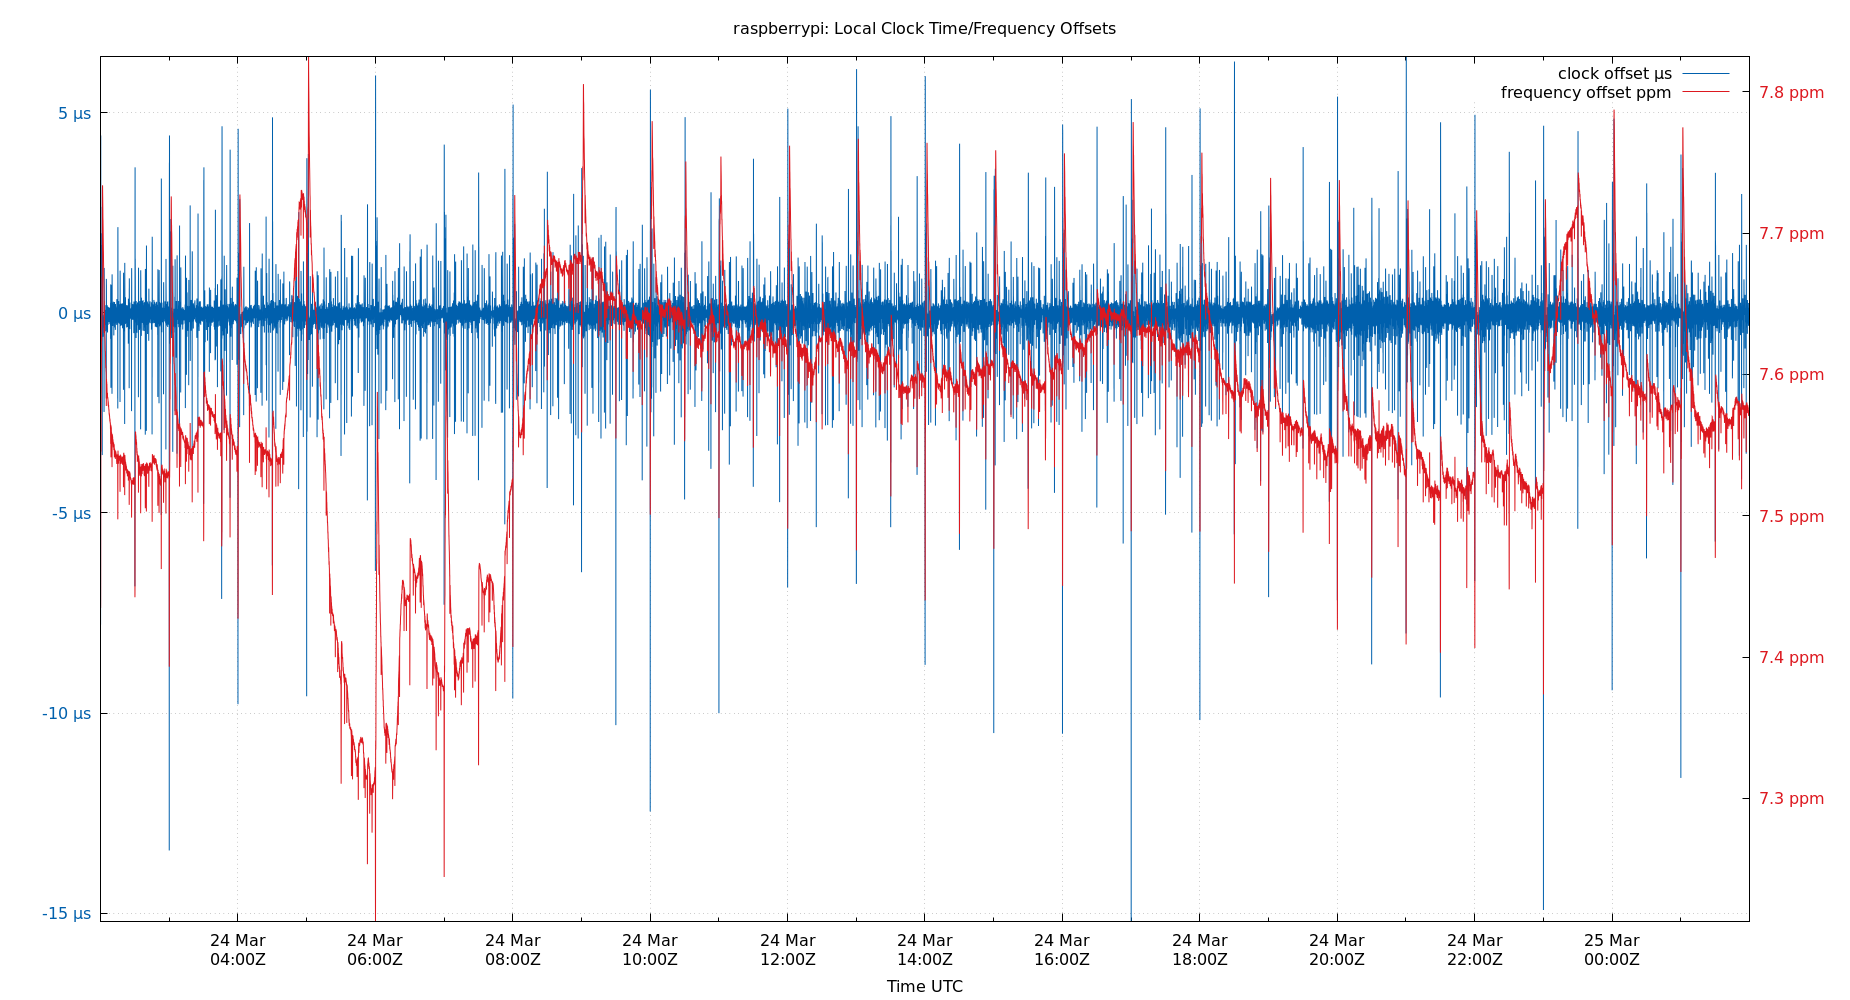 raspberrypi: Local Clock Time/Frequency Offsets
clock offset µs
frequency offset ppm
5 µs
0 µs
-5 µs
-10 µs
-15 µs
7.8 ppm
7.7 ppm
7.6 ppm
7.5 ppm
7.4 ppm
7.3 ppm
24 Mar 24 Mar 24 Mar 24 Mar 24 Mar 24 Mar 24 Mar 24 Mar 24 Mar 24 Mar 25 Mar
04:00Z 06:00Z 08:00Z 10:00Z 12:00Z 14:00Z 16:00Z 18:00Z 20:00Z 22:00Z 00:00Z
Time UTC